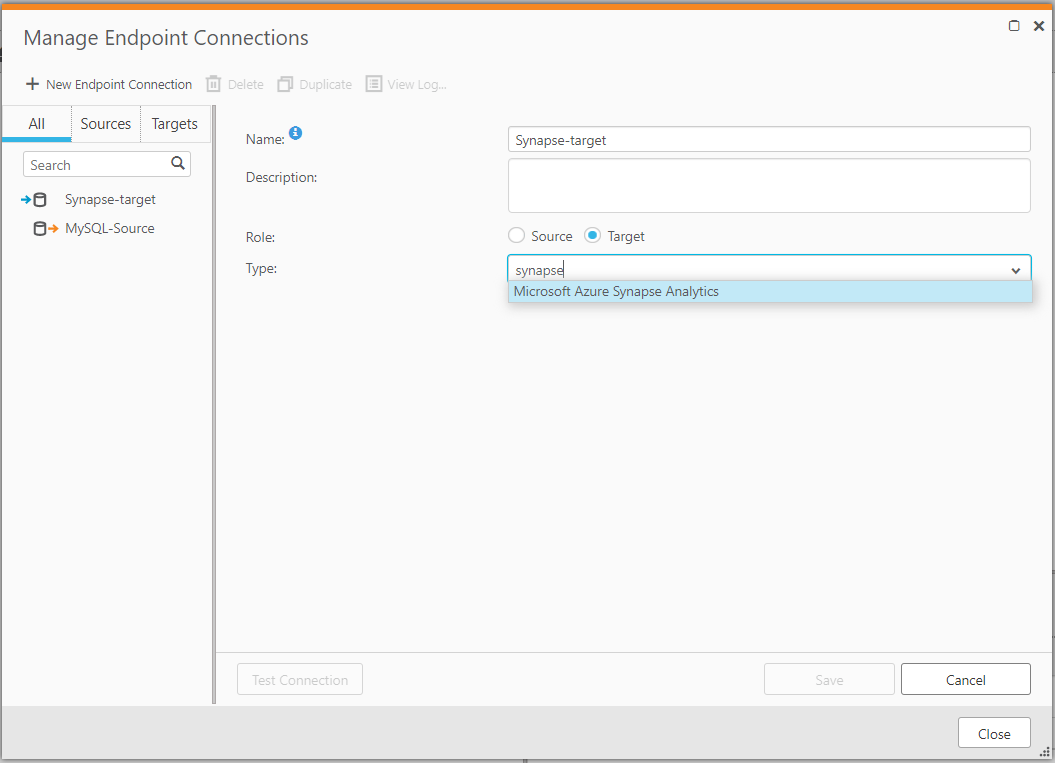 Manage Endpoint Connections
New Endpoint Connection Delete Duplicate View Log...
All Sources Targets
Search
Synapse-target
MySQL-Source
Name:
Synapse-target
Description:
Role:
Source Target
Type:
synapse
Microsoft Azure Synapse Analytics
Test Connection Save Cancel
Close